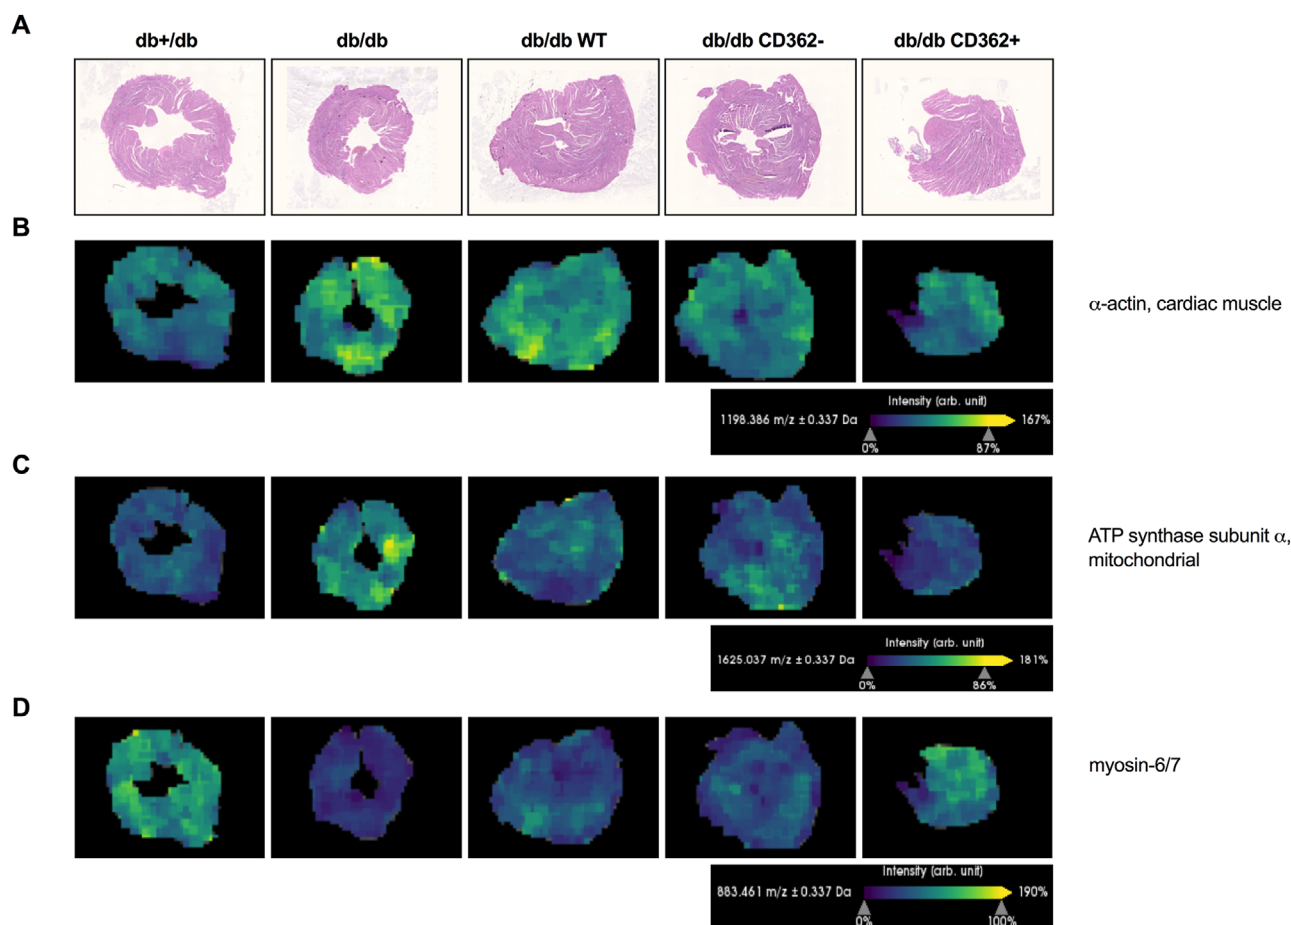 A
db+/db
db/db
db/db WT
db/db CD362-
db/db CD362+
B
α-actin, cardiac muscle
Intensity (arb. unit)
1198.386 m/z ± 0.337 Da
167%
0%
87%
C
ATP synthase subunit α,
mitochondrial
Intensity (arb. unit)
1625.037 m/z ± 0.337 Da
181%
0%
86%
D
myosin-6/7
Intensity (arb. unit)
883.461 m/z ± 0.337 Da
190%
0%
100%